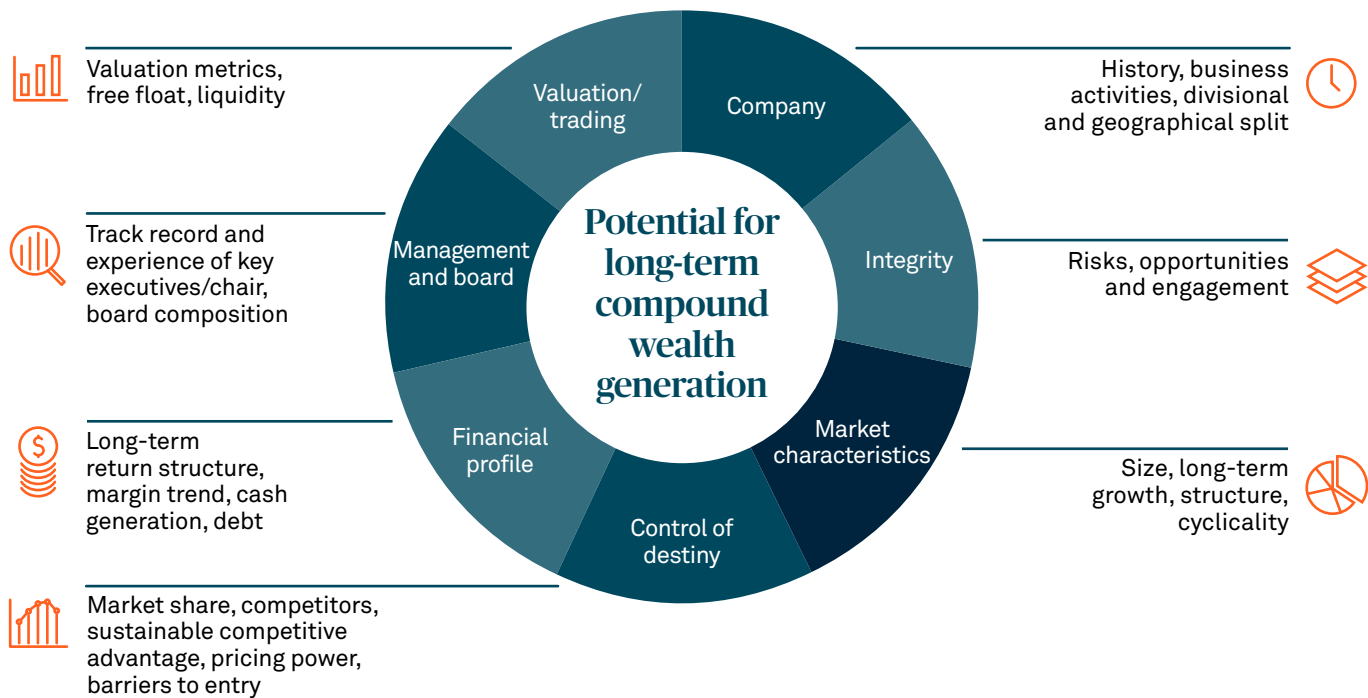 Valuation metrics,
free float, liquidity
Track record and
experience of key
executives/chair,
board composition
$
Long-term
return structure,
margin trend, cash
generation, debt
Market share, competitors,
sustainable competitive
advantage, pricing power,
barriers to entry
Valuation/
trading
Company
Management
and board
Integrity
Financial
profile
Market
characteristics
Control of
destiny
Potential for
long-term
compound
wealth
generation
History, business
activities, divisional
and geographical split
Risks, opportunities
and engagement
Size, long-term
growth, structure,
cyclicality